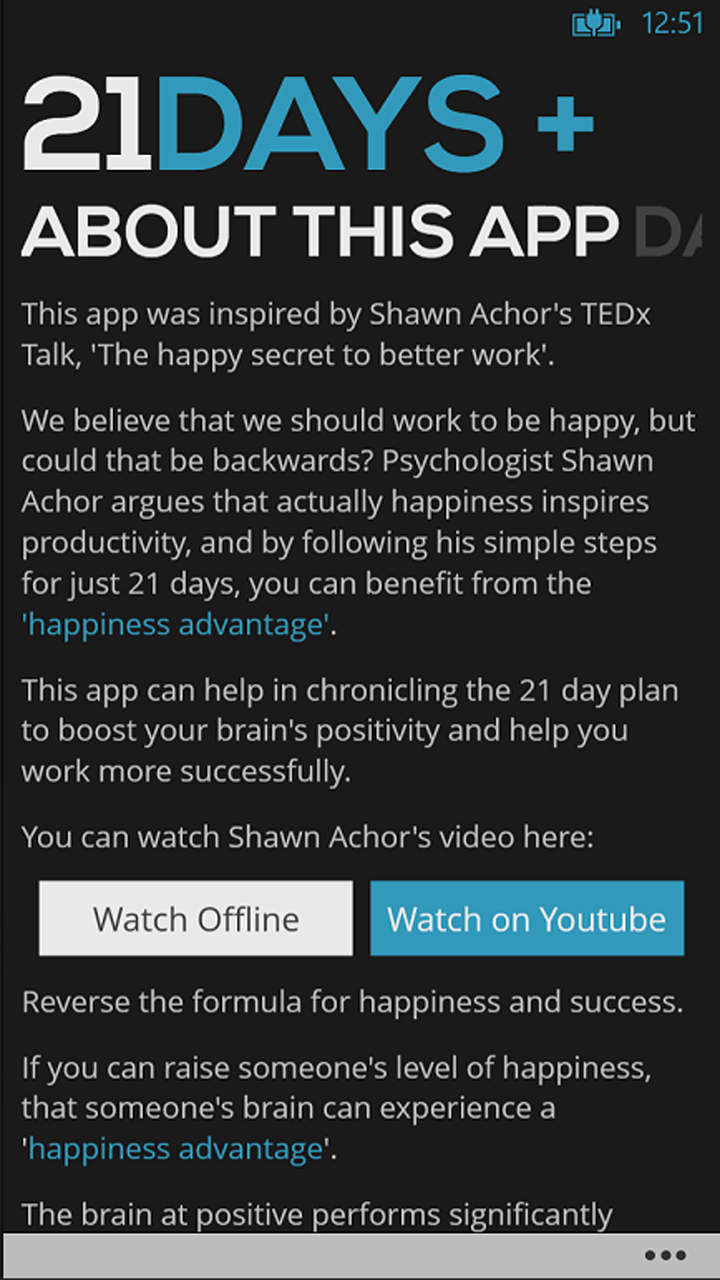 12:51
21DAYS +
ABOUT THIS APP DA
This app was inspired by Shawn Achor's TEDx
Talk, 'The happy secret to better work'.
We believe that we should work to be happy, but
could that be backwards? Psychologist Shawn
Achor argues that actually happiness inspires
productivity, and by following his simple steps
for just 21 days, you can benefit from the
'happiness advantage'.
This app can help in chronicling the 21 day plan
to boost your brain's positivity and help you
work more successfully.
You can watch Shawn Achor's video here:
Watch Offline Watch on Youtube
Reverse the formula for happiness and success.
If you can raise someone's level of happiness,
that someone's brain can experience a
'happiness advantage'.
The brain at positive performs significantly